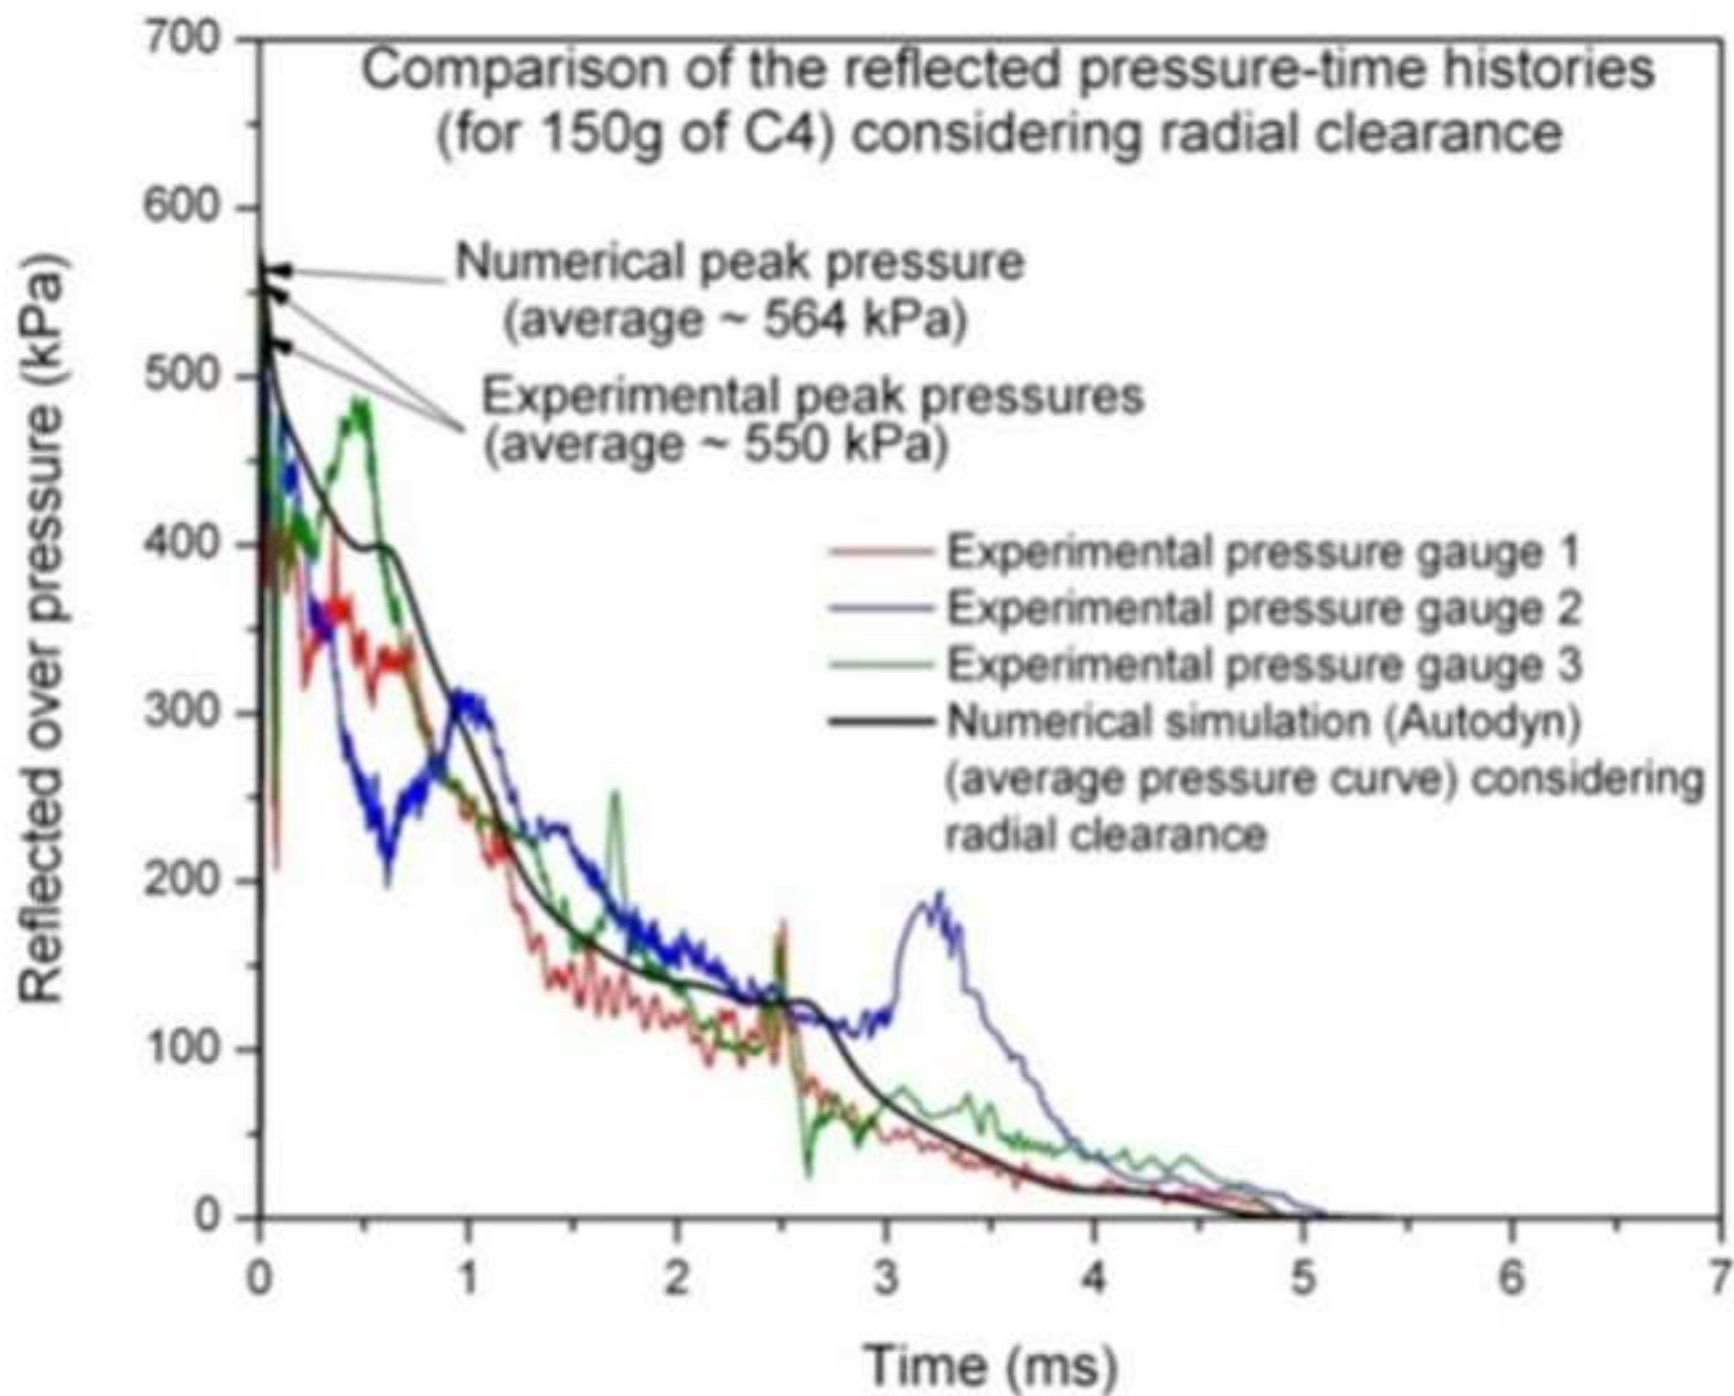 Comparison of the reflected pressure-time histories
(for 150g of C4) considering radial clearance
Numerical peak pressure
(average ~ 564 kPa)
Experimental peak pressures
(average ~ 550 kPa)
Experimental pressure gauge 1
Experimental pressure gauge 2
Experimental pressure gauge 3
Numerical simulation (Autodyn)
(average pressure curve) considering
radial clearance
Reflected over pressure (kPa)
700
600
500
400
300
200
100
0
0 1 2 3 4 5 6 7
Time (ms)